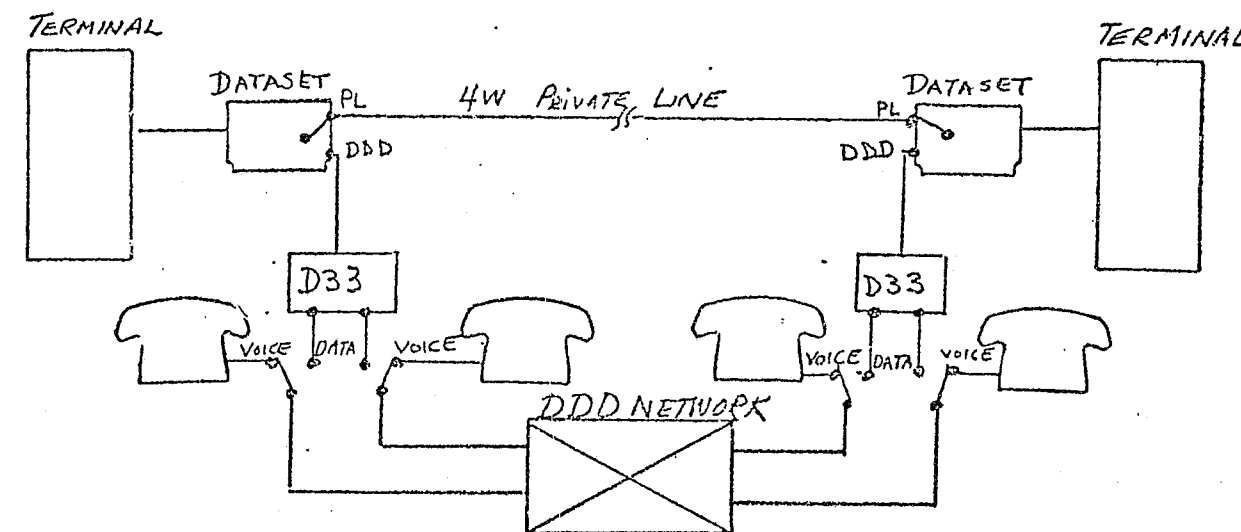 TERMINAL
TERMINAL
DATASET
DATASET
PL
4W PRIVATE LINE
PL
DDD
DDD
D33
D33
VOICE
DATA
VOICE
VOICE
DATA
VOICE
DDD NETWORK